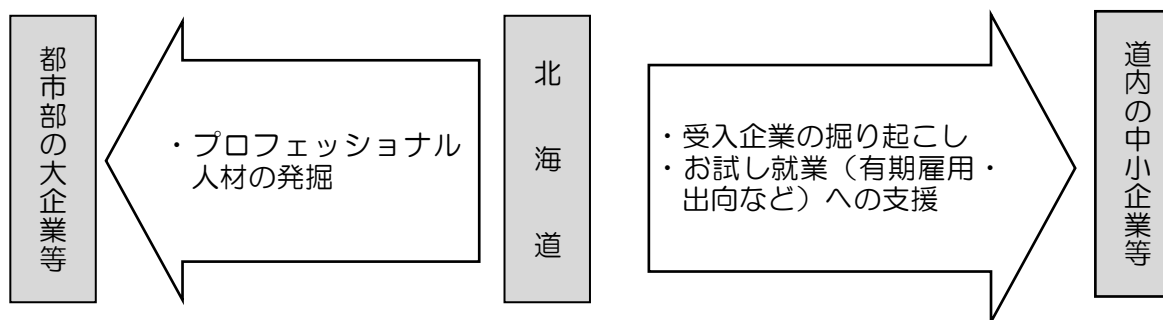 都市部の大企業等
・プロフェッショナル
人材の発掘
北海道
・受入企業の掘り起こし
・お試し就業（有期雇用・
出向など）への支援
道内の中小企業等